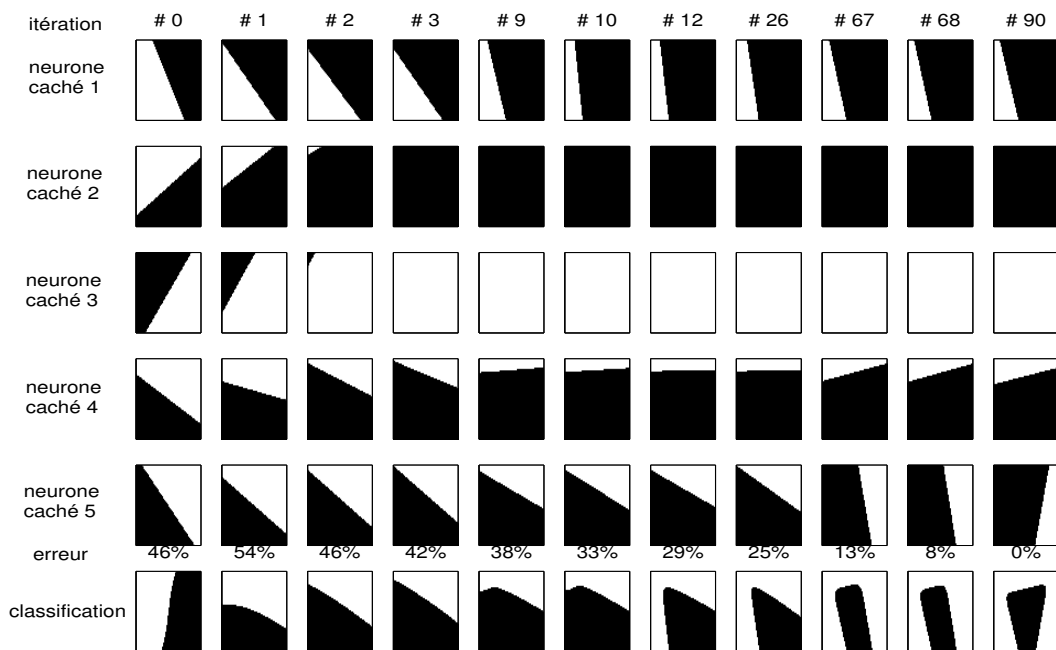 itération # 0 # 1 # 2 # 3 # 9 # 10 # 12 # 26 # 67 # 68 # 90
neurone
caché 1
neurone
caché 2
neurone
caché 3
neurone
caché 4
neurone
caché 5
erreur 46% 54% 46% 42% 38% 33% 29% 25% 13% 8% 0%
classification